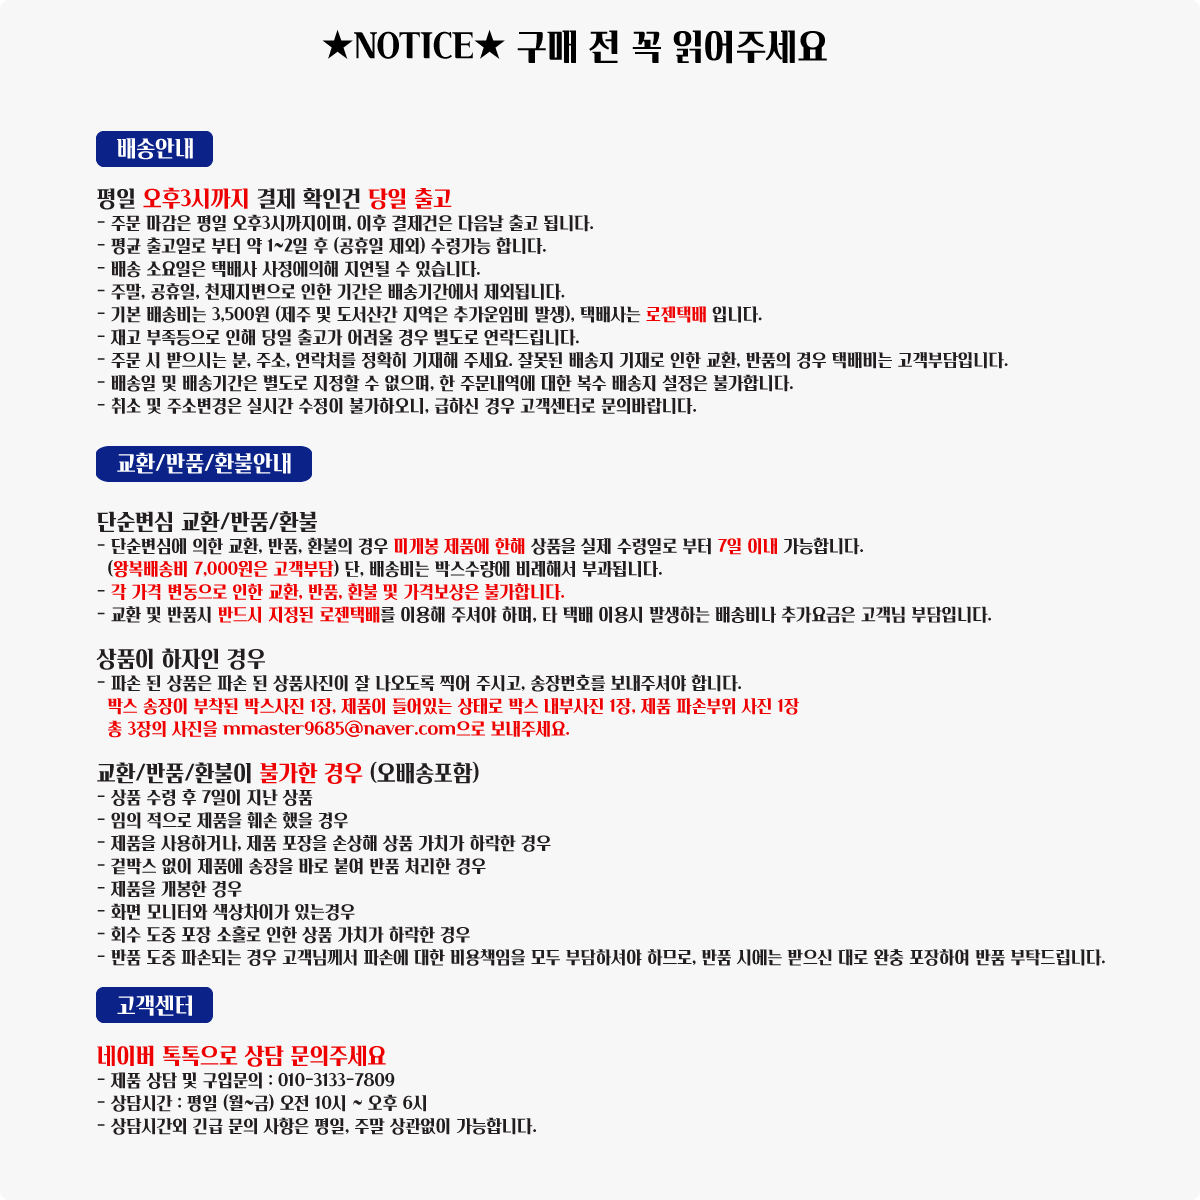 ★NOTICE★ 구매 전 꼭 읽어주세요
배송안내
평일 오후3시까지 결제 확인건 당일 출고
- 주문 마감은 평일 오후3시까지이며, 이후 결제건은 다음날 출고 됩니다.
- 평균 출고일로 부터 약 1~2일 후 (공휴일 제외) 수령가능 합니다.
- 배송 소요일은 택배사 사정에의해 지연될 수 있습니다.
- 주말, 공휴일, 천제지변으로 인한 기간은 배송기간에서 제외됩니다.
- 기본 배송비는 3,500원 (제주 및 도서산간 지역은 추가운임비 발생), 택배사는 로젠택배 입니다.
- 재고 부족등으로 인해 당일 출고가 어려울 경우 별도로 연락드립니다.
- 주문 시 받으시는 분, 주소, 연락처를 정확히 기재해 주세요. 잘못된 배송지 기재로 인한 교환, 반품의 경우 택배비는 고객부담입니다.
- 배송일 및 배송기간은 별도로 지정할 수 없으며, 한 주문내역에 대한 복수 배송지 설정은 불가합니다.
- 취소 및 주소변경은 실시간 수정이 불가하오니, 급하신 경우 고객센터로 문의바랍니다.
교환/반품/환불안내
단순변심 교환/반품/환불
- 단순변심에 의한 교환, 반품, 환불의 경우 미개봉 제품에 한해 상품을 실제 수령일로 부터 7일 이내 가능합니다.
(왕복배송비 7,000원은 고객부담) 단, 배송비는 박스수량에 비례해서 부과됩니다.
- 각 가격 변동으로 인한 교환, 반품, 환불 및 가격보상은 불가합니다.
- 교환 및 반품시 반드시 지정된 로젠택배를 이용해 주셔야 하며, 타 택배 이용시 발생하는 배송비나 추가요금은 고객님 부담입니다.
상품이 하자인 경우
- 파손 된 상품은 파손 된 상품사진이 잘 나오도록 찍어 주시고, 송장번호를 보내주셔야 합니다.
박스 송장이 부착된 박스사진 1장, 제품이 들어있는 상태로 박스 내부사진 1장, 제품 파손부위 사진 1장
총 3장의 사진을 mmaster9685@naver.com으로 보내주세요.
교환/반품/환불이 불가한 경우 (오배송포함)
- 상품 수령 후 7일이 지난 상품
- 임의 적으로 제품을 훼손 했을 경우
- 제품을 사용하거나, 제품 포장을 손상해 상품 가치가 하락한 경우
- 겉박스 없이 제품에 송장을 바로 붙여 반품 처리한 경우
- 제품을 개봉한 경우
- 화면 모니터와 색상차이가 있는경우
- 회수 도중 포장 소홀로 인한 상품 가치가 하락한 경우
- 반품 도중 파손되는 경우 고객님께서 파손에 대한 비용책임을 모두 부담하셔야 하므로, 반품 시에는 받으신 대로 완충 포장하여 반품 부탁드립니다.
고객센터
네이버 톡톡으로 상담 문의주세요
- 제품 상담 및 구입문의 : 010-3133-7809
- 상담시간 : 평일 (월~금) 오전 10시 ~ 오후 6시
- 상담시간외 긴급 문의 사항은 평일, 주말 상관없이 가능합니다.